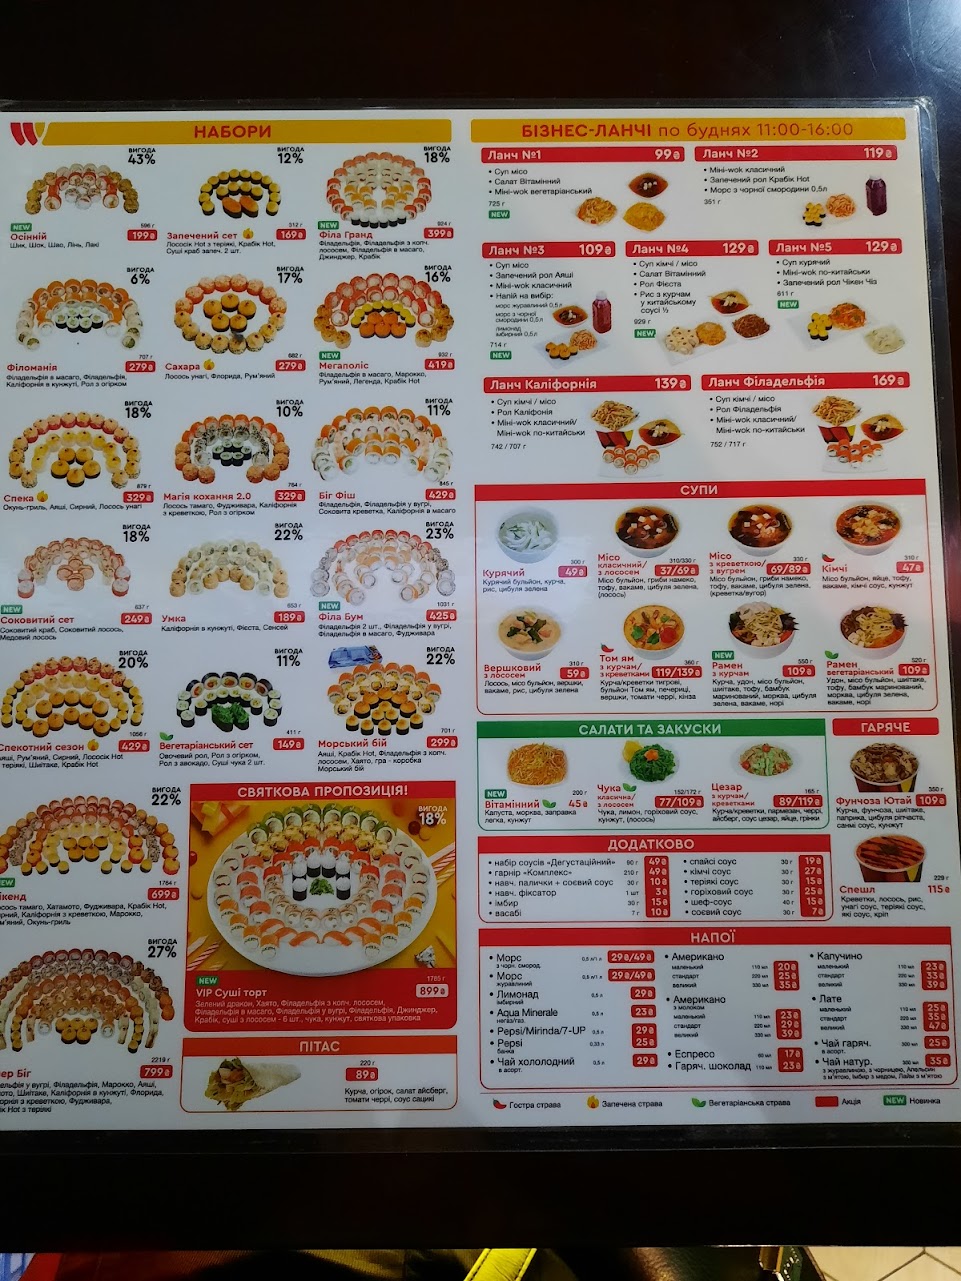 НАБОРИ
ВИГОДА
43%
596 г
NEW
Осінній
199₴
Шик, Шок, Шао, Лінь, Лакі
ВИГОДА
12%
312 г
Запечений сет
169₴
Лосось Hot з теріякі, Крабік Hot,
Суші краб запеч. 2 шт.
ВИГОДА
18%
924 г
NEW
Філа Гранд
399₴
Філадельфія, Філадельфія з копч.
лососем, Філадельфія в масаго,
Джинджер, Крабік
ВИГОДА
6%
707 г
Філоманія
279₴
Філадельфія в масаго, Філадельфія,
Каліфорнія в кунжуті, Рол з огірком
ВИГОДА
17%
682 г
Сахара
279₴
Лосось унагі, Флорида, Рум'яний
ВИГОДА
16%
932 г
NEW
Мегаполіс
419₴
Філадельфія в масаго, Марокко,
Рум'яний, Легенда, Крабік Hot
ВИГОДА
18%
879 г
Спека
329₴
Окунь-гриль, Аяші, Сирний, Лосось унагі
ВИГОДА
10%
784 г
Магія кохання 2.0
329₴
Лосось тамаго, Фудживара, Каліфорнія
з креветкою, Рол з огірком
ВИГОДА
11%
845 г
Біг Фіш
429₴
Філадельфія, Філадельфія у вугрі,
Соковита креветка, Каліфорнія в масаго
ВИГОДА
18%
637 г
NEW
Соковитий сет
249₴
Соковитий краб, Соковитий лосось,
Медовий лосось
ВИГОДА
22%
653 г
Умка
189₴
Каліфорнія в кунжуті, Фієста, Сенсей
ВИГОДА
23%
1031 г
NEW
Філа Бум
425₴
Філадельфія 2 шт., Філадельфія у вугрі,
Філадельфія в масаго, Фудживара
ВИГОДА
20%
1056 г
Спекотний сезон
429₴
Рум'яний, Сирний, Лосось Hot
теріякі, Шиітаке, Крабік Hot
ВИГОДА
11%
411 г
Вегетаріанський сет
149₴
Овочевий рол, Рол з огірком,
Рол з авокадо, Суші чука 2 шт.
ВИГОДА
22%
701 г
Морський бій
299₴
Аяші, Крабік Hot, Філадельфія з копч.
лососем, Хаято, гра - коробка
Морський бій
ВИГОДА
22%
1784 г
699₴
тамаго, Хатамото, Фудживара, Крабік Hot,
Каліфорнія з креветкою, Марокко,
Окунь-гриль
ВИГОДА
27%
2219 г
Біг
799₴
у вугрі, Філадельфія, Марокко, Аяші,
Шиітаке, Каліфорнія в кунжуті, Флорида,
з креветкою, Фудживара,
Hot з теріякі
СВЯТКОВА ПРОПОЗИЦІЯ!
ВИГОДА
18%
NEW
1785 г
VIP Суші торт
899₴
Зелений дракон, Хаято, Філадельфія з копч. лососем,
Філадельфія в масаго, Філадельфія у вугрі, Філадельфія, Джинджер,
Крабік, суші з лососем - 6 шт., чука, кунжут, святкова упаковка
ПІТАС
220 г
89₴
Курча, огірок, салат айсберг,
томати черрі, соус сацикі
БІЗНЕС-ЛАНЧІ по буднях 11:00-16:00
Ланч №1
99₴
• Суп місо
• Салат Вітамінний
• Міні-wok вегетаріанський
725 г
NEW
Ланч №2
119₴
• Міні-wok класичний
• Запечений рол Крабік Hot
• Морс з чорної смородини 0,5л
351 г
Ланч №3
109₴
• Суп місо
• Запечений рол Аяші
• Міні-wok класичний
• Напій на вибір:
морс журавлиний 0,5л
морс з чорної
смородини 0,5л
лимонад
імбирний 0,5л
714 г
NEW
Ланч №4
129₴
• Суп кімчі / місо
• Салат Вітамінний
• Рол Фієста
• Рис з курчам
у китайському
соусі ½
929 г
NEW
Ланч №5
129₴
• Суп курячий
• Міні-wok по-китайськи
• Запечений рол Чікен Чіз
611 г
NEW
Ланч Каліфорнія
139₴
• Суп кімчі / місо
• Рол Каліфонія
• Міні-wok класичний/
Міні-wok по-китайськи
742 / 707 г
Ланч Філадельфія
169₴
• Суп кімчі / місо
• Рол Філадельфія
• Міні-wok класичний/
Міні-wok по-китайськи
752 / 717 г
СУПИ
300 г
Курячий
49₴
Курячий бульйон, курча,
рис, цибуля зелена
Місо
класичний/
з лососем
310/330 г
37/69₴
Місо бульйон, гриби намеко,
тофу, вакаме, цибуля зелена,
(лосось)
Місо
з креветкою/
з вугрем
330 г
69/89₴
Місо бульйон, гриби намеко,
тофу, вакаме, цибуля зелена,
(креветка/вугор)
310 г
Кімчі
47₴
Місо бульйон, яйце, тофу,
вакаме, кімчі соус, кунжут
310 г
Вершковий
59₴
Лосось, місо бульйон, вершки,
вакаме, рис, цибуля зелена
Том ям
з курчам/
з креветками
360 г
119/139₴
Курча/креветки тигрові,
бульйон Том ям, печериці,
вершки, томати черрі, кінза
NEW
Рамен
з курчам
550 г
109₴
Курча, удон, місо бульйон,
шиітаке, тофу, бамбук
маринований, морква, цибуля
зелена, вакаме, норі
NEW
Рамен
вегетаріанський
520 г
109₴
Удон, місо бульйон, шиітаке,
тофу, бамбук маринований,
морква, цибуля зелена,
вакаме, норі
САЛАТИ ТА ЗАКУСКИ
NEW
200 г
Вітамінний
45₴
Капуста, морква, заправка
легка, кунжут
Чука
класична/
з лососем
152/172 г
77/109₴
Чука, лимон, горіховий соус,
кунжут, (лосось)
Цезар
з курчам/
креветками
165 г
89/119₴
Курча/креветки, пармезан, черрі,
айсберг, соус цезар, яйце, грінки
ГАРЯЧЕ
350 г
Фунчоза Ютай
109₴
Курча, фунчоза, шиітаке,
паприка, цибуля ріпчаста,
санмі соус, кунжут
229 г
Спешл
115₴
Креветки, лосось, рис,
унагі соус, теріякі соус,
які соус, кріп
ДОДАТКОВО
• набір соусів «Дегустаційний» 90 г 49₴
• гарнір «Комплекс» 210 г 49₴
• навч. палички + соєвий соус 30 г 10₴
• навч. фіксатор 1 шт 3₴
• імбир 30 г 15₴
• васабі 7 г 10₴
• спайсі соус 30 г 19₴
• кімчі соус 30 г 27₴
• теріякі соус 30 г 15₴
• горіховий соус 30 г 25₴
• шеф-соус 40 г 15₴
• соєвий соус 30 г 7₴
НАПОЇ
• Морс
з чорн. смород. 0,5 л/1 л 29₴/49₴
• Морс
журавлиний 0,5 л/1 л 29₴/49₴
• Лимонад
імбирний 0,5 л 29₴
• Aqua Minerale
негаз/газ. 0,5 л 23₴
• Pepsi/Mirinda/7-UP 0,5 л 29₴
• Pepsi
банка 0,33 л 25₴
• Чай холодний
в асорт. 0,5 л 29₴
• Американо
маленький 110 мл 20₴
стандарт 220 мл 25₴
великий 330 мл 35₴
• Американо
з молоком
маленький 110 мл 23₴
стандарт 220 мл 29₴
великий 330 мл 39₴
• Еспресо 60 мл 17₴
• Гаряч. шоколад 110 мл 23₴
• Капучино
маленький 110 мл 23₴
стандарт 220 мл 33₴
великий 330 мл 39₴
• Лате
маленький 110 мл 25₴
стандарт 220 мл 35₴
великий 330 мл 47₴
• Чай гаряч.
в асорт. 300 мл 25₴
• Чай натур. 300 мл 35₴
з журавлиною, з чорницею, Апельсин
з м'ятою, Імбир з медом, Лайм з м'ятою
Гостра страва
Запечена страва
Вегетаріанська страва
Акція
NEW Новинка